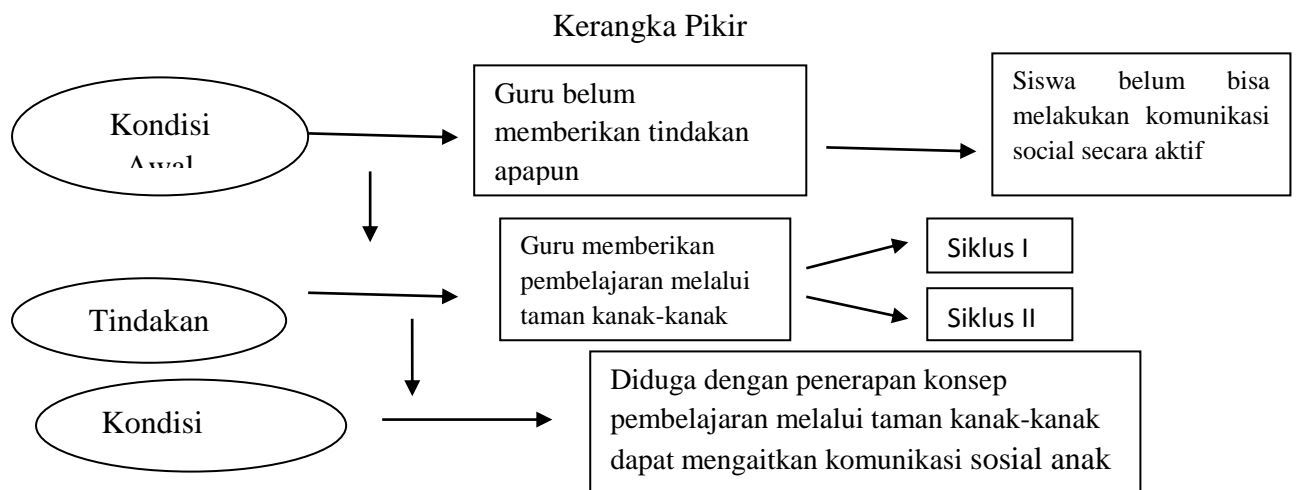 Kerangka Pikir
Kondisi
Awal
Guru belum
memberikan tindakan
apapun
Siswa belum bisa
melakukan komunikasi
social secara aktif
Guru memberikan
pembelajaran melalui
taman kanak-kanak
Siklus I
Siklus II
Tindakan
Kondisi
Diduga dengan penerapan konsep
pembelajaran melalui taman kanak-kanak
dapat mengaitkan komunikasi sosial anak